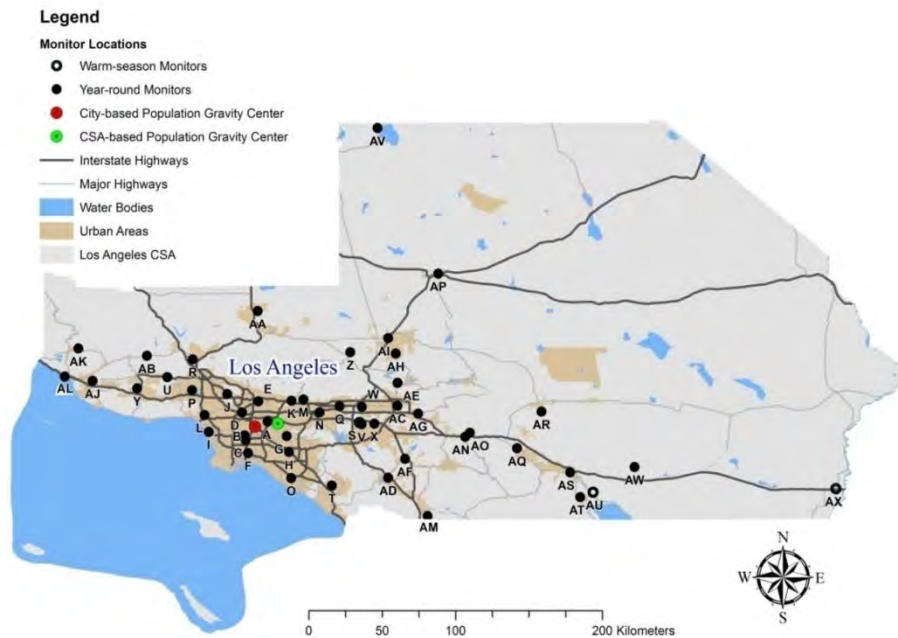 Legend
Monitor Locations
Warm-season Monitors
Year-round Monitors
City-based Population Gravity Center
CSA-based Population Gravity Center
Interstate Highways
Major Highways
Water Bodies
Urban Areas
Los Angeles CSA
AV
AP
AA
AI
AK
AB
R
Los Angeles
Z
AH
AL
AJ
Y
U
P
J
E
K
M
N
Q
W
AE
AC
AG
L
I
D
B
C
A
G
S
V
X
F
H
O
T
AF
AD
AM
AN
AO
AR
AQ
AS
AT
AU
AW
AX
N
W
E
S
0
100
200 Kilometers